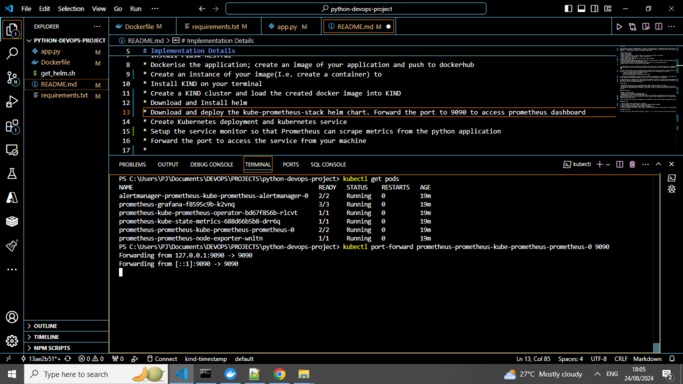 File Edit Selection View Go Run ... python-devops-project
EXPLORER ...
PYTHON-DEVOPS-PROJECT
app.py M
Dockerfile M
get_helm.sh
README.md M
requirements.txt M
OUTLINE
TIMELINE
NPM SCRIPTS
Dockerfile M requirements.txt M app.py M README.md M
README.md > # Implementation Details
5 # Implementation Details
8 * Dockerise the application; create an image of your application and push to dockerhub
9 * Create an instance of your image(I.e. create a container) to
10 * Install KIND on your terminal
11 * Create a KIND cluster and load the created docker image into KIND
12 * Download and Install helm
13 * Download and deploy the kube-prometheus-stack helm chart. Forward the port to 9090 to access prometheus dashboard
14 * Create Kubernetes deployment and kubernetes service
15 * Setup the service monitor so that Prometheus can scrape metrics from the python application
16 * Forward the port to access the service from your machine
17 *
PROBLEMS OUTPUT DEBUG CONSOLE TERMINAL PORTS SQL CONSOLE kubectl
PS C:\Users\PJ\Documents\DEVOPS\PROJECTS\python-devops-project> kubectl get pods
NAME READY STATUS RESTARTS AGE
alertmanager-prometheus-kube-prometheus-alertmanager-0 2/2 Running 0 19m
prometheus-grafana-f8595c9b-k2vnq 3/3 Running 0 19m
prometheus-kube-prometheus-operator-bd67f856b-rlcvt 1/1 Running 0 19m
prometheus-kube-state-metrics-688d66b5b8-drr6q 1/1 Running 0 19m
prometheus-prometheus-kube-prometheus-prometheus-0 2/2 Running 0 19m
prometheus-prometheus-node-exporter-wnltn 1/1 Running 0 19m
PS C:\Users\PJ\Documents\DEVOPS\PROJECTS\python-devops-project> kubectl port-forward prometheus-prometheus-kube-prometheus-prometheus-0 9090
Forwarding from 127.0.0.1:9090 -> 9090
Forwarding from [::1]:9090 -> 9090
13ae2b51*+ 0 0 0 Connect kind-timestamp default Ln 13, Col 85 Spaces: 4 UTF-8 CRLF Markdown
Type here to search 27°C Mostly cloudy ENG 18:05
24/08/2024